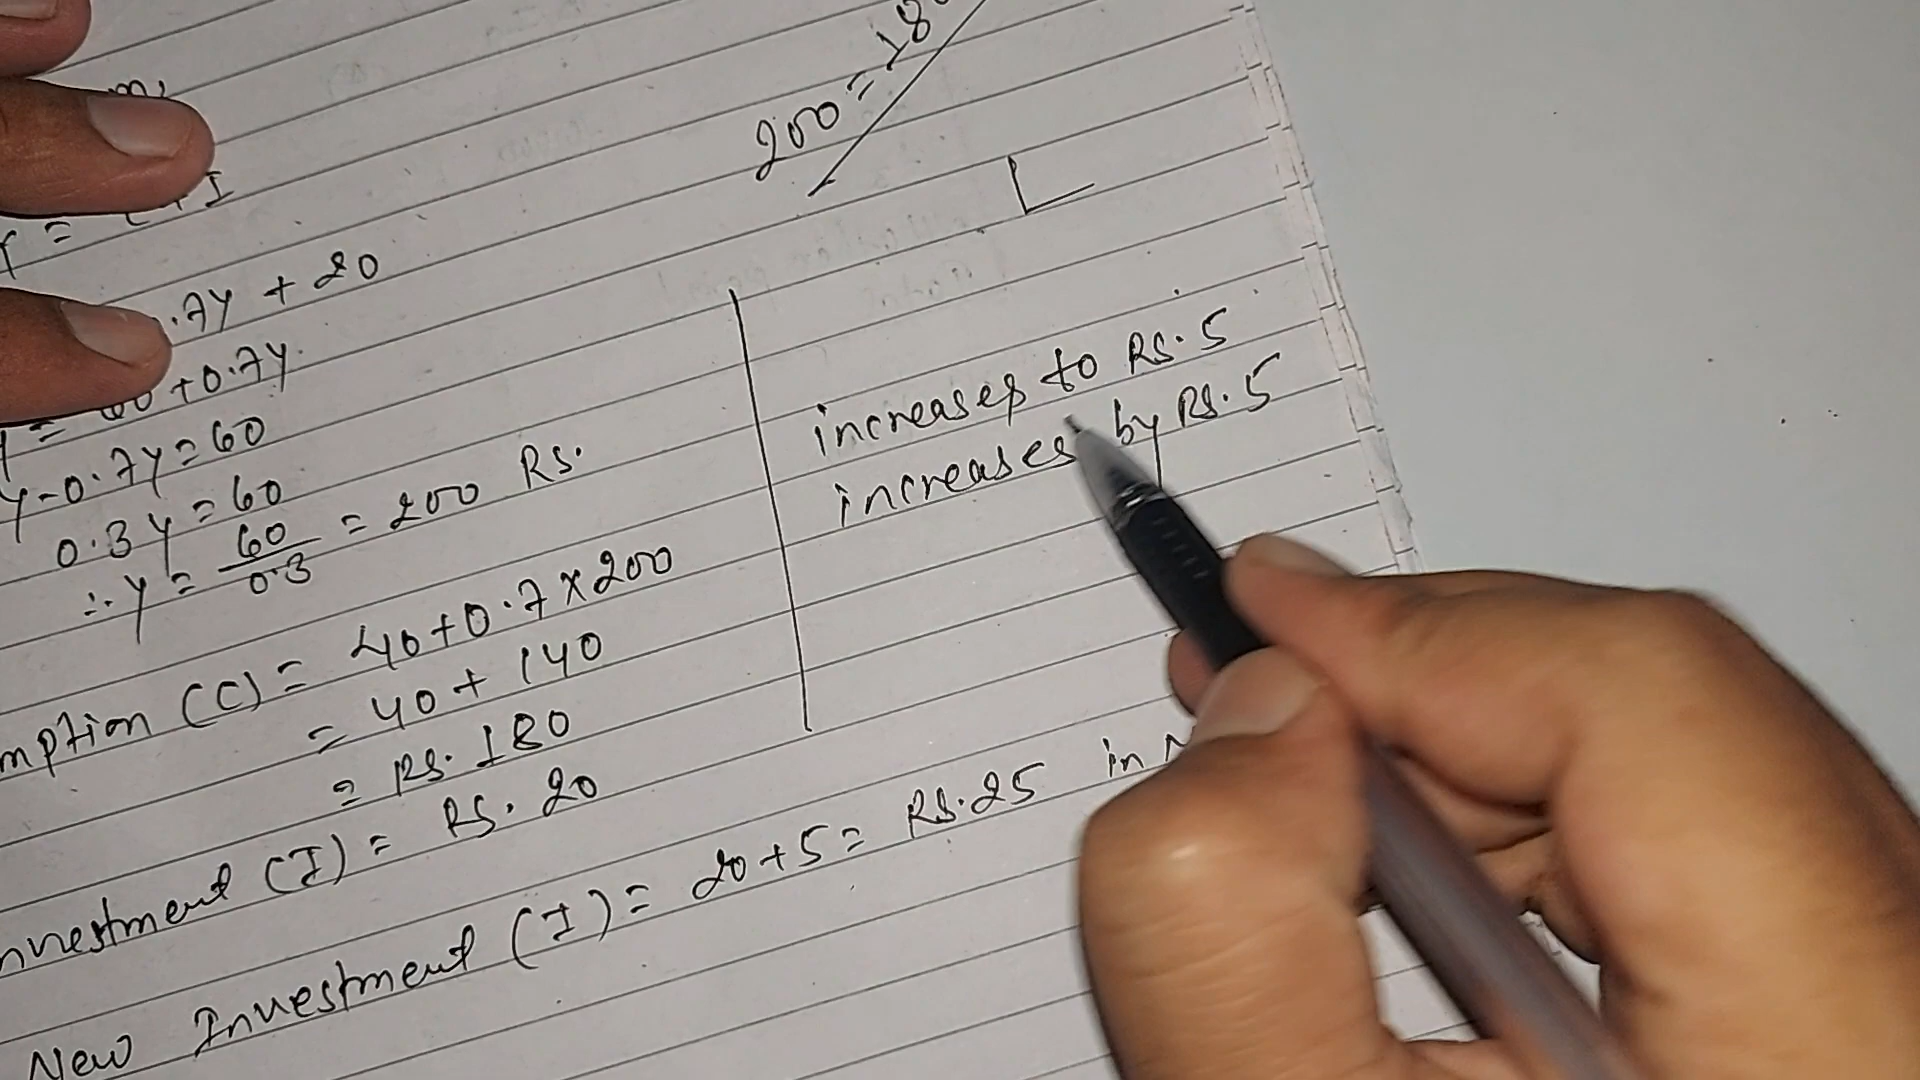 200 = 18
Y = C+I
.7Y + 20
Y = 60 +0.7Y
Y-0.7Y=60
0.3Y=60
∴ Y = 60/0.3 = 200 Rs.
increases to Rs. 5
increases by Rs. 5
mption (C) = 40+0.7×200
= 40+ 140
= Rs. 180
nvestment (I) = Rs. 20
New Investment (I) = 20+5= Rs.25 in